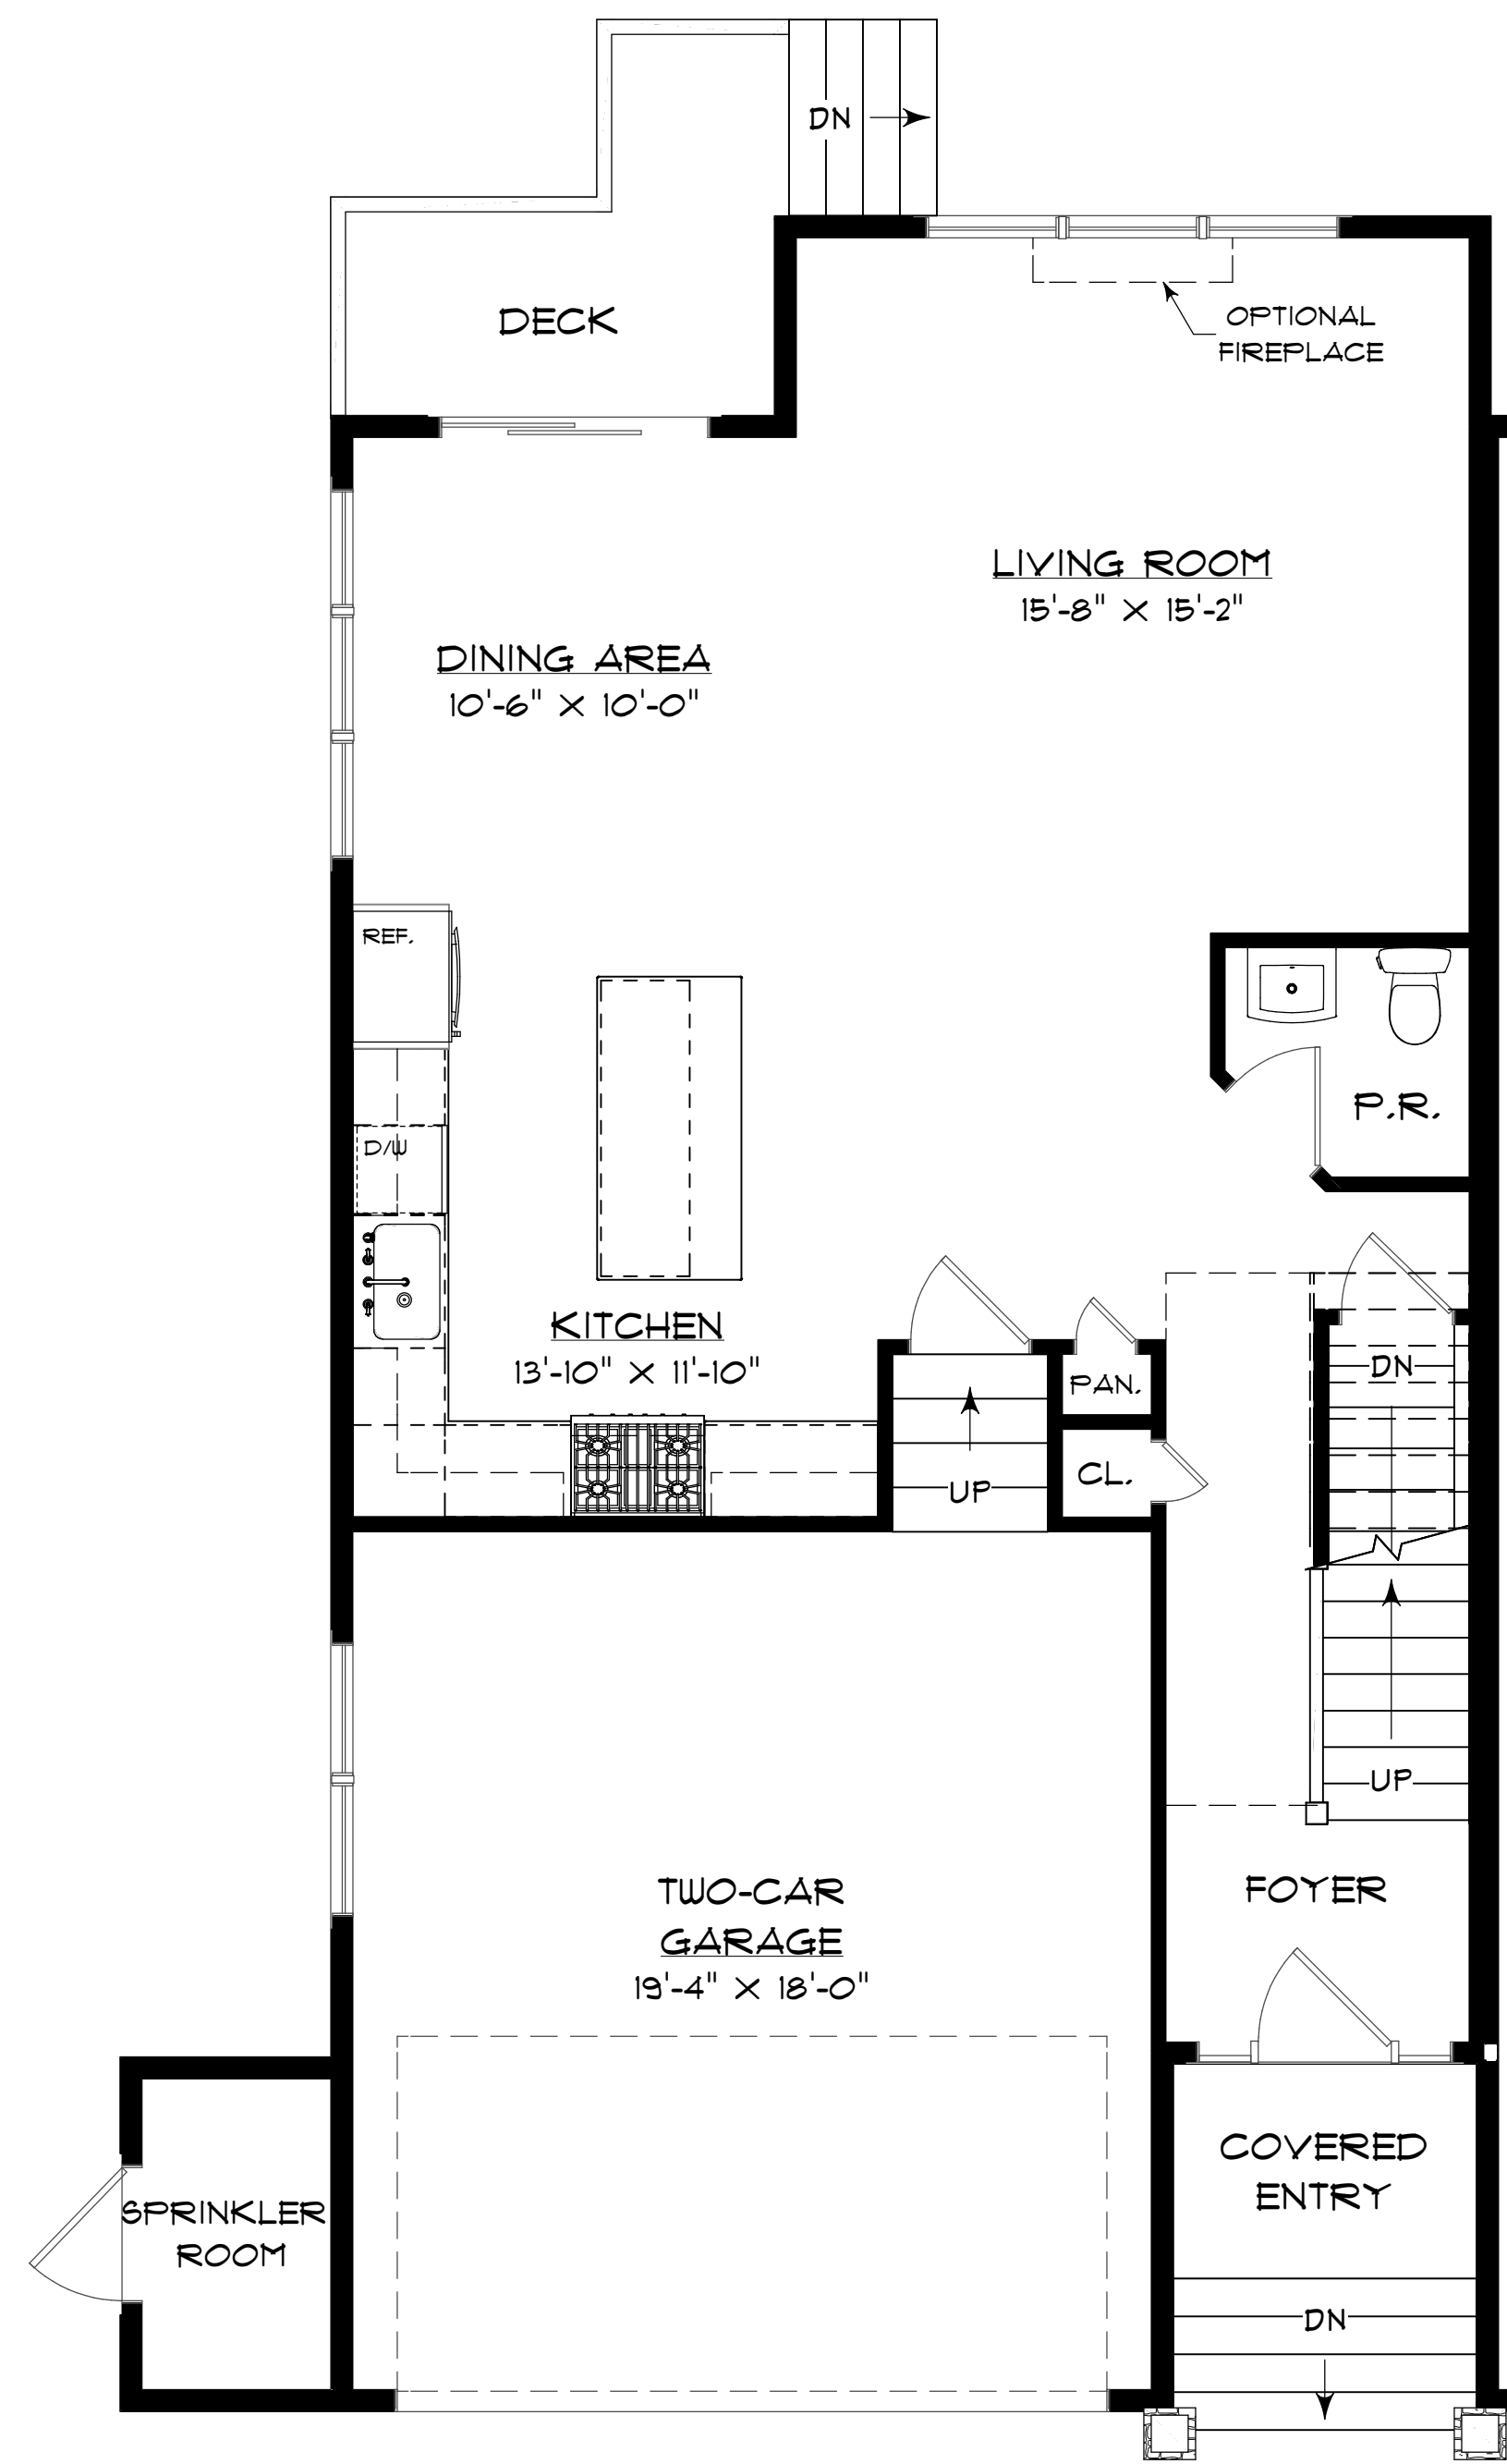 DN
DECK
OPTIONAL
FIREPLACE
LIVING ROOM
15'-8" X 15'-2"
DINING AREA
10'-6" X 10'-0"
REF.
P.R.
D/W
KITCHEN
13'-10" X 11'-10"
PAN.
DN
CL.
UP
UP
FOYER
TWO-CAR
GARAGE
19'-4" X 18'-0"
COVERED
ENTRY
SPRINKLER
ROOM
DN